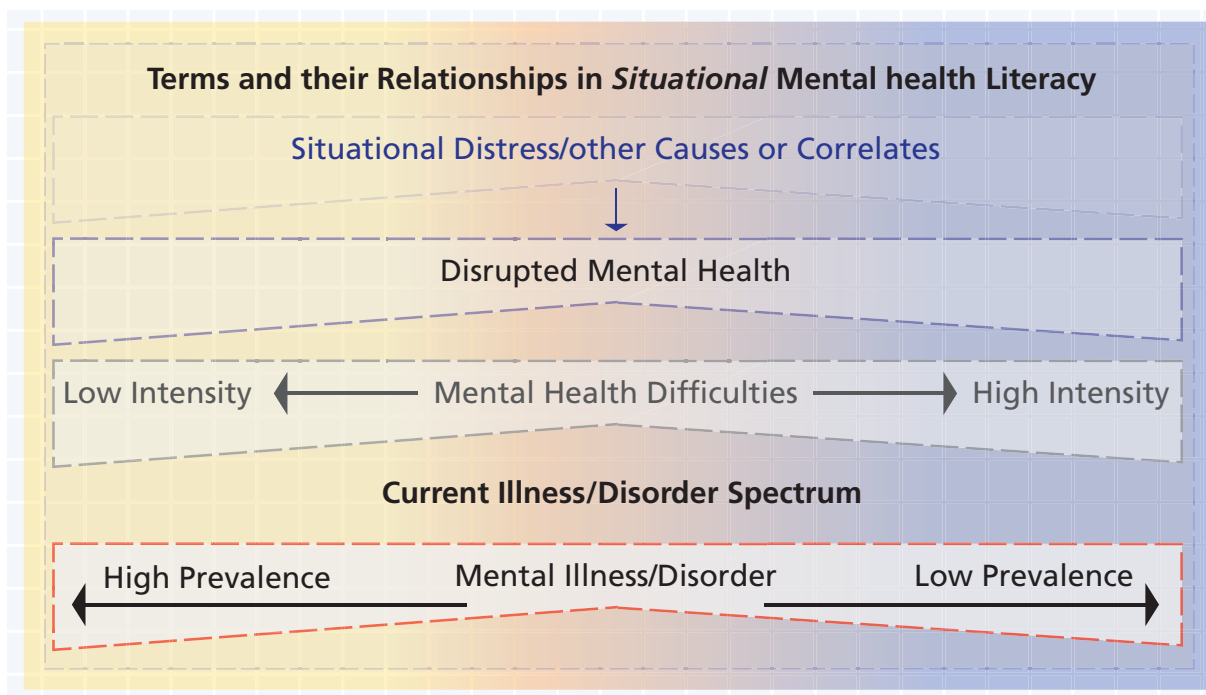 Terms and their Relationships in Situational Mental health Literacy
Situational Distress/other Causes or Correlates
Disrupted Mental Health
Low Intensity Mental Health Difficulties High Intensity
Current Illness/Disorder Spectrum
High Prevalence Mental Illness/Disorder Low Prevalence